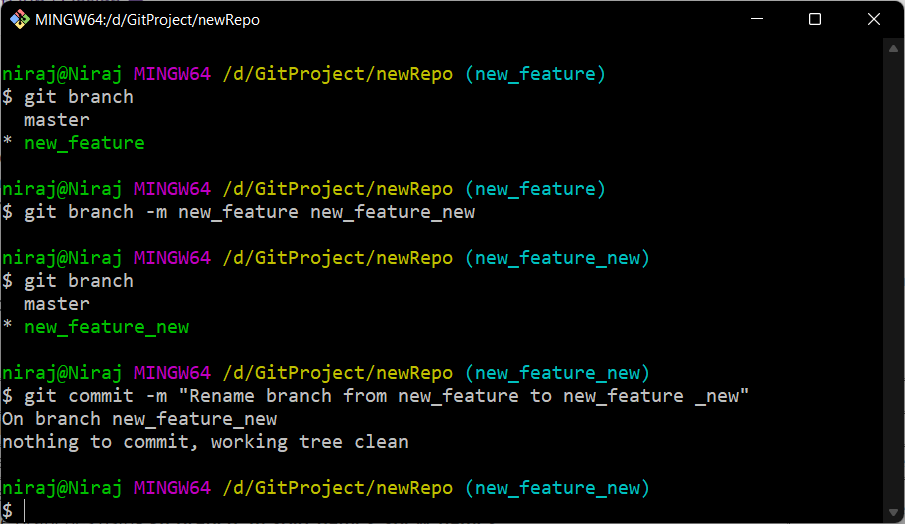 MINGW64:/d/GitProject/newRepo
niraj@Niraj MINGW64 /d/GitProject/newRepo (new_feature)
$ git branch
  master
* new_feature
niraj@Niraj MINGW64 /d/GitProject/newRepo (new_feature)
$ git branch -m new_feature new_feature_new
niraj@Niraj MINGW64 /d/GitProject/newRepo (new_feature_new)
$ git branch
  master
* new_feature_new
niraj@Niraj MINGW64 /d/GitProject/newRepo (new_feature_new)
$ git commit -m "Rename branch from new_feature to new_feature _new"
On branch new_feature_new
nothing to commit, working tree clean
niraj@Niraj MINGW64 /d/GitProject/newRepo (new_feature_new)
$